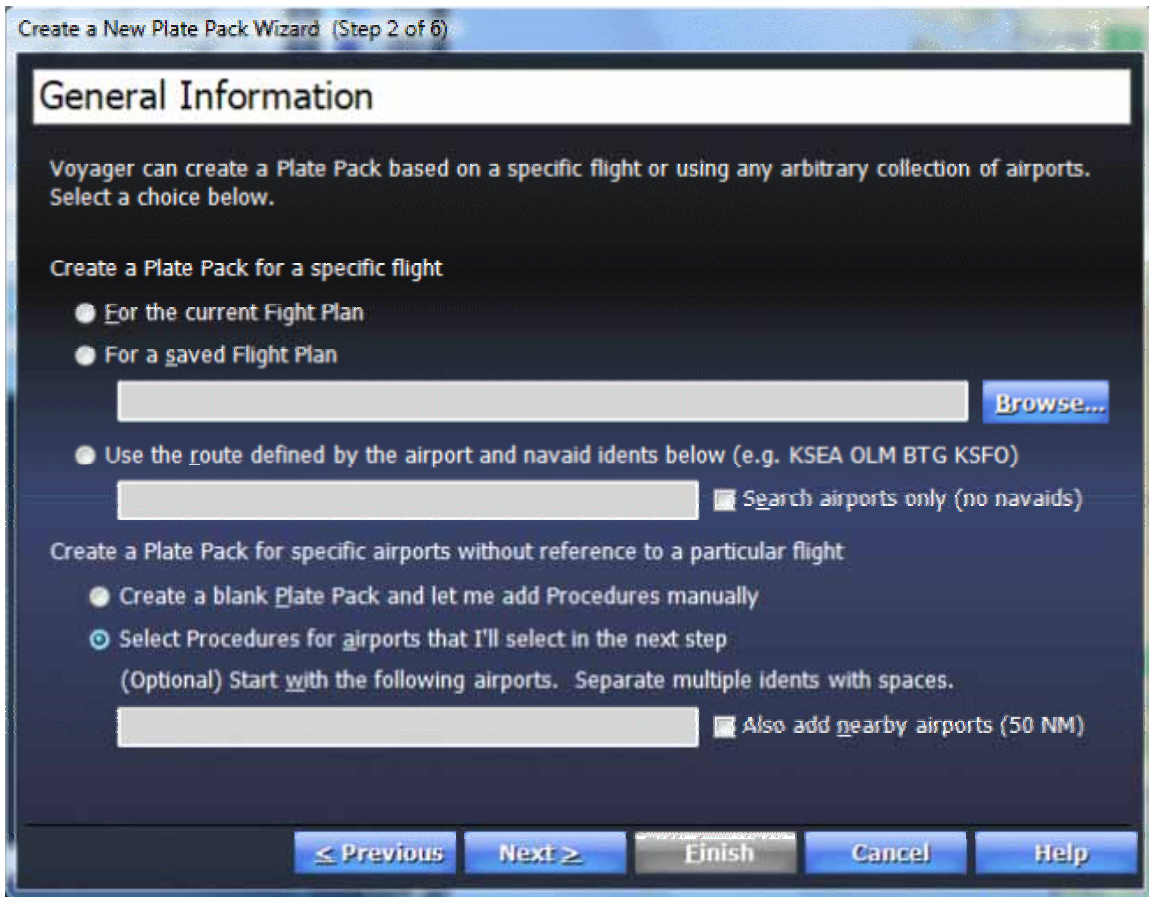 Create a New Plate Pack Wizard (Step 2 of 6)
General Information
Voyager can create a Plate Pack based on a specific flight or using any arbitrary collection of airports.
Select a choice below.
Create a Plate Pack for a specific flight
For the current Fight Plan
For a saved Flight Plan
Browse...
Use the route defined by the airport and navaid idents below (e.g. KSEA OLM BTG KSFO)
Search airports only (no navaids)
Create a Plate Pack for specific airports without reference to a particular flight
Create a blank Plate Pack and let me add Procedures manually
Select Procedures for airports that I'll select in the next step
(Optional) Start with the following airports. Separate multiple idents with spaces.
Also add nearby airports (50 NM)
< Previous Next > Finish Cancel Help